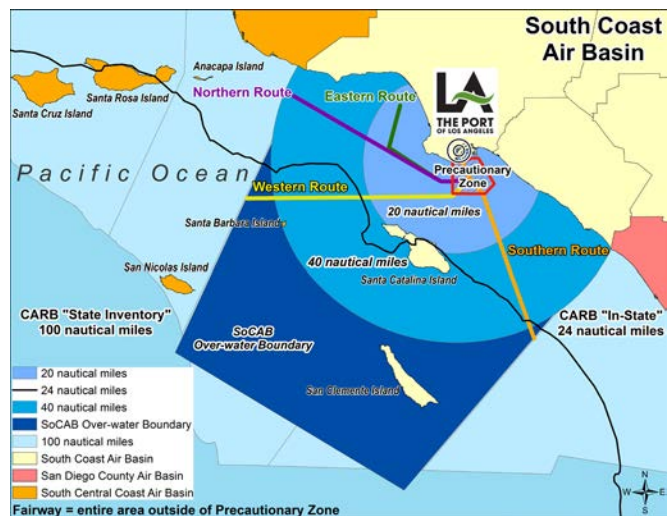 South Coast
Air Basin
Anacapa Island
Santa Rosa Island
Santa Cruz Island
Northern Route
Eastern Route
LA
THE PORT
OF LOS ANGELES
Precautionary
Zone
Pacific Ocean
Western Route
20 nautical miles
Santa Barbara Island
Southern Route
40 nautical miles
Santa Catalina Island
San Nicolas Island
CARB "State Inventory"
100 nautical miles
CARB "In-State"
24 nautical miles
SoCAB
Over-water Boundary
San Clemente Island
20 nautical miles
24 nautical miles
40 nautical miles
SoCAB Over-water Boundary
100 nautical miles
South Coast Air Basin
San Diego County Air Basin
South Central Coast Air Basin
Fairway = entire area outside of Precautionary Zone
N
W
E
S